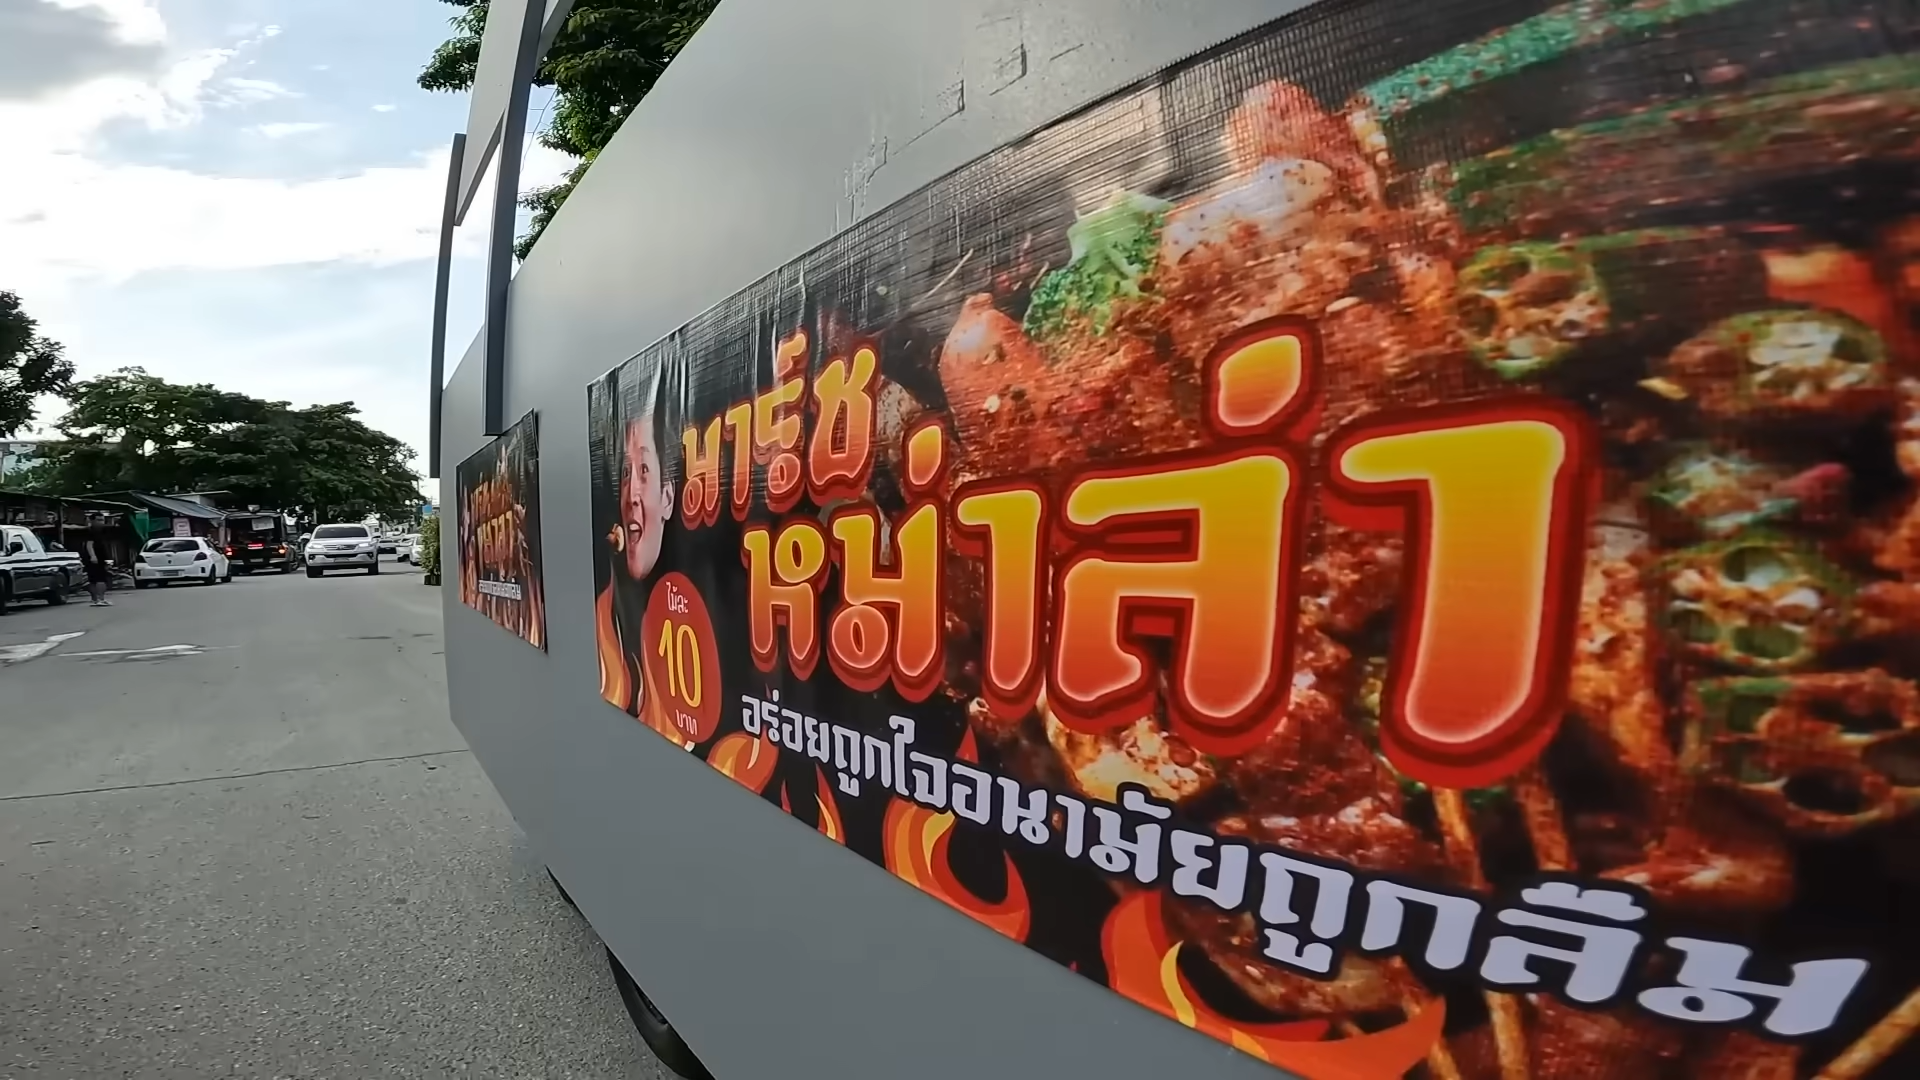 มาร์ช
หม่าล่า
ไม้ละ
10
บาท
อร่อยถูกใจอนามัยถูกลืม